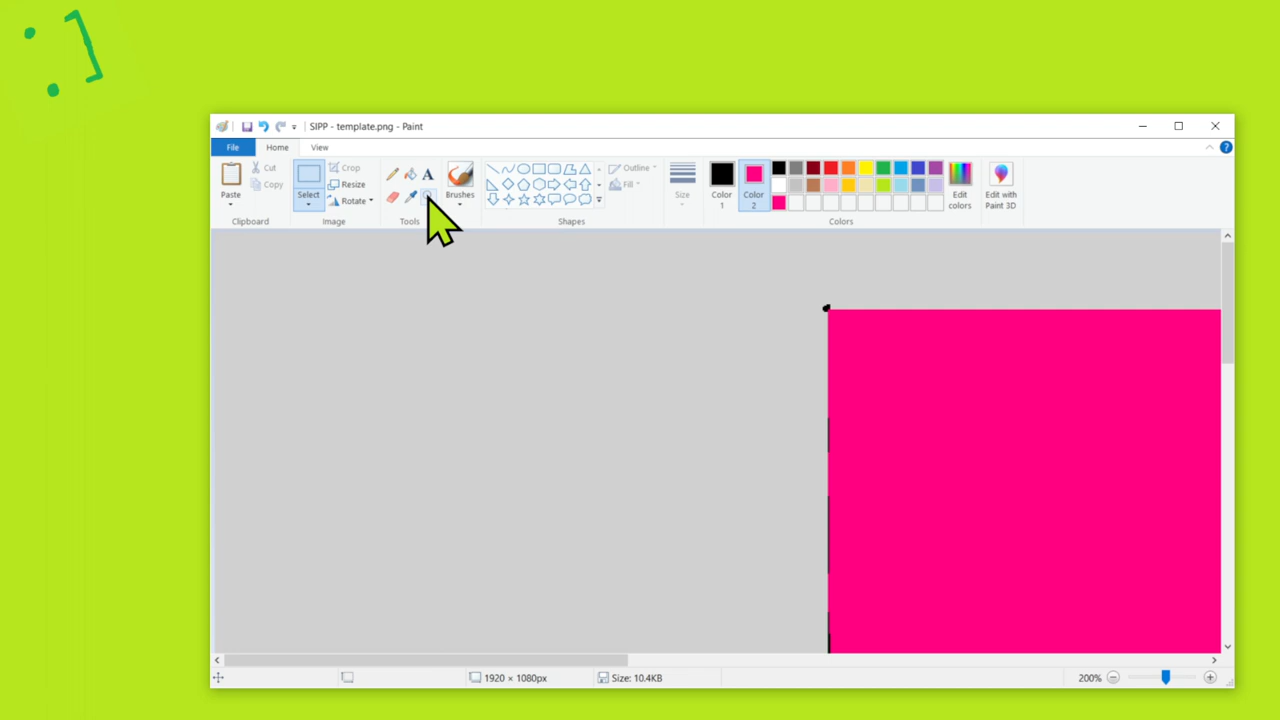 :]
SIPP - template.png - Paint
File Home View
Paste
Cut
Copy
Clipboard
Select
Crop
Resize
Rotate
Image
A
Tools
Brushes
Shapes
Outline
Fill
Size
Color 1
Color 2
Colors
Edit colors
Edit with Paint 3D
1920 × 1080px
Size: 10.4KB
200%